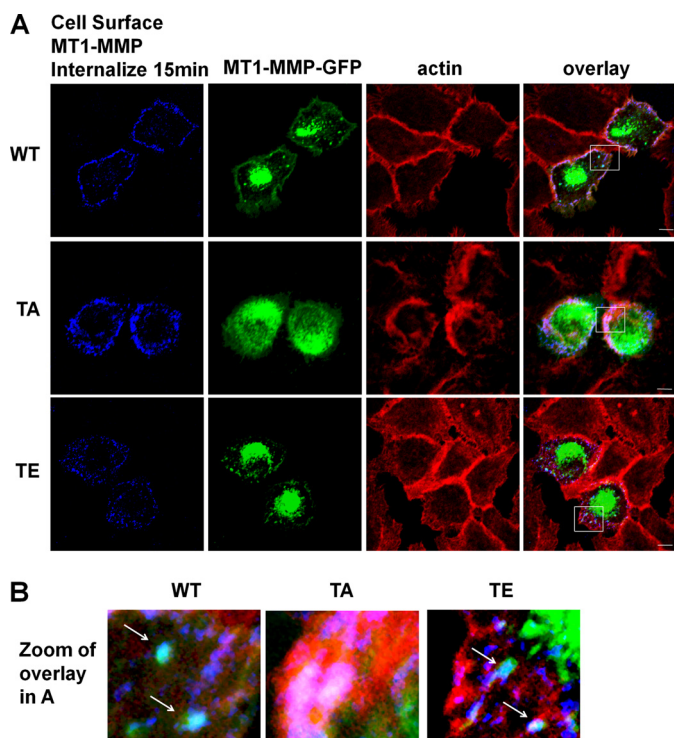 A
Cell Surface
MT1-MMP
Internalize 15min
MT1-MMP-GFP
actin
overlay
WT
TA
TE
B
WT
TA
TE
Zoom of
overlay
in A